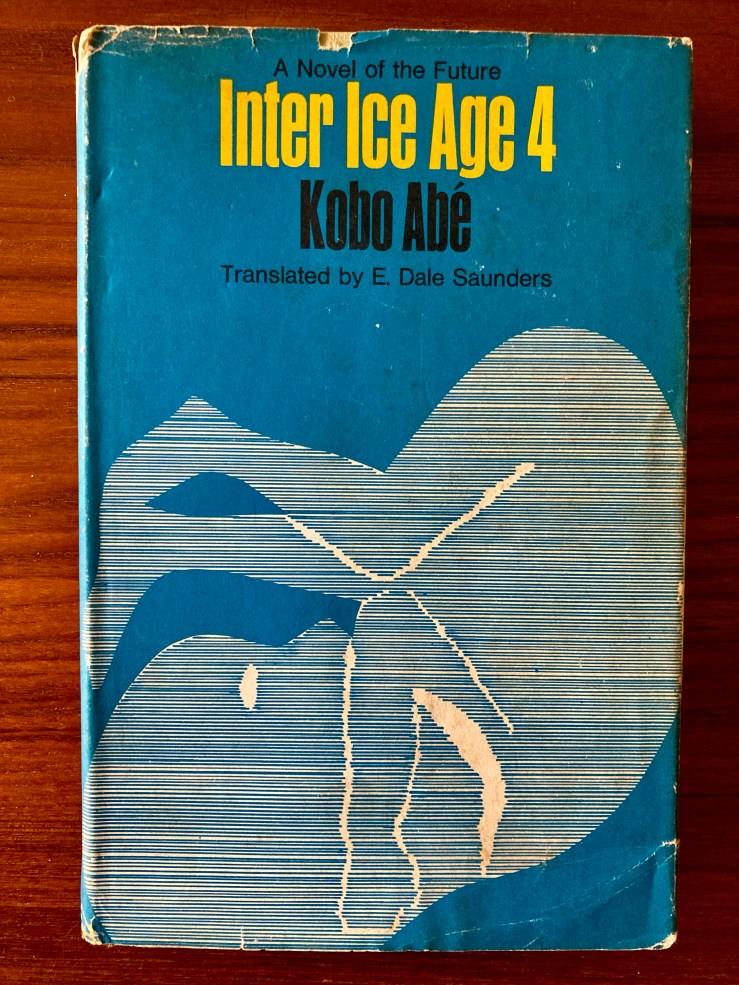 A Novel of the Future
Inter Ice Age 4
Kobo Abé
Translated by E. Dale Saunders